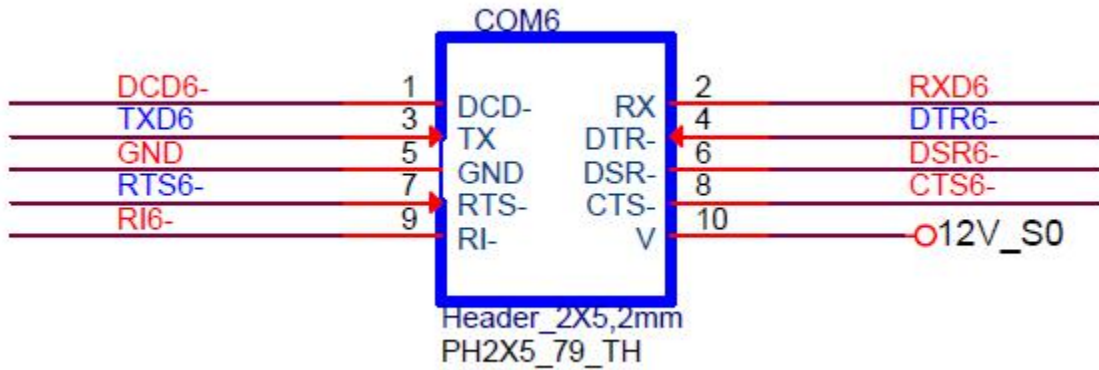 COM6
DCD6- 1 DCD- RX 2 RXD6
TXD6 3 TX DTR- 4 DTR6-
GND 5 GND DSR- 6 DSR6-
RTS6- 7 RTS- CTS- 8 CTS6-
RI6- 9 RI- V 10 12V_S0
Header_2X5,2mm
PH2X5_79_TH